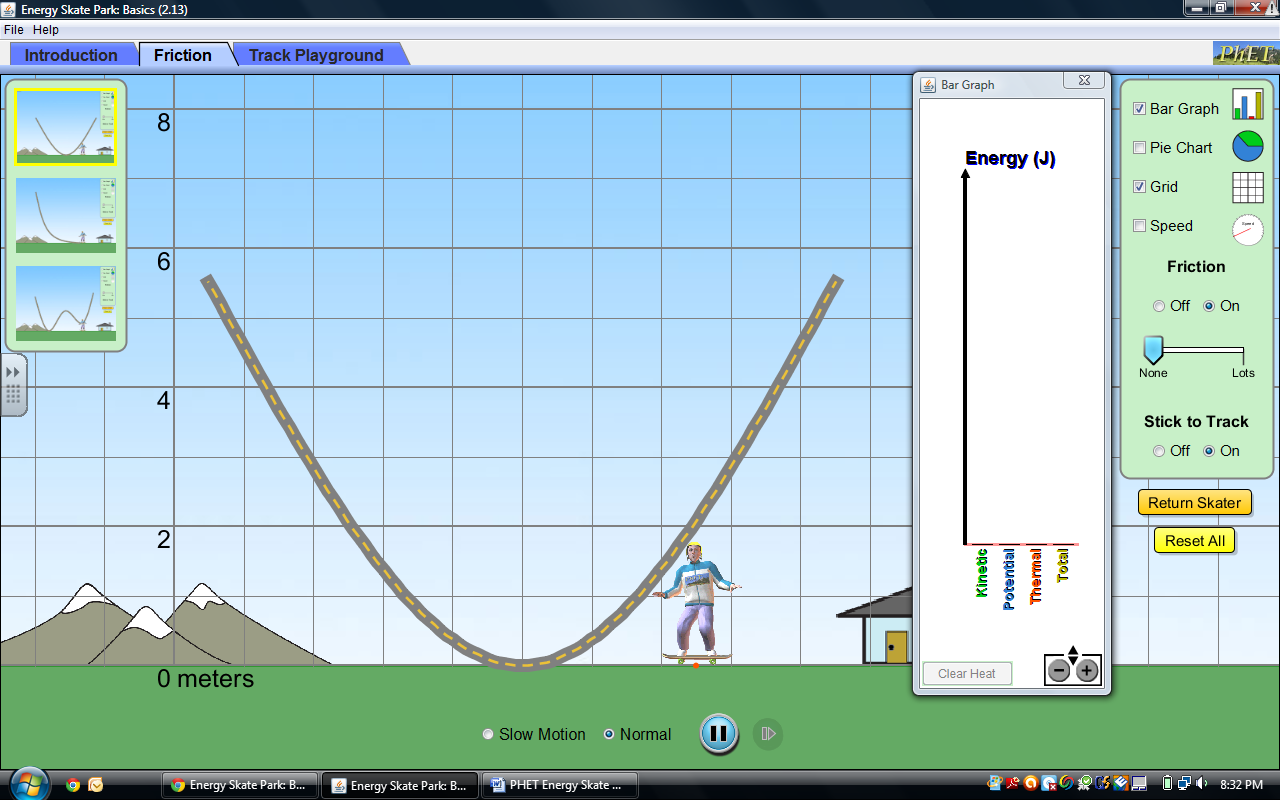 Energy Skate Park: Basics (2.13)
File Help
Introduction
Friction
Track Playground
PhET
8
6
4
2
0 meters
Bar Graph
Energy (J)
Kinetic
Potential
Thermal
Total
Clear Heat
Bar Graph
Pie Chart
Grid
Speed
Friction
Off On
None Lots
Stick to Track
Off On
Return Skater
Reset All
Slow Motion Normal
Energy Skate Park: B...
Energy Skate Park: B...
PHET Energy Skate ...
8:32 PM